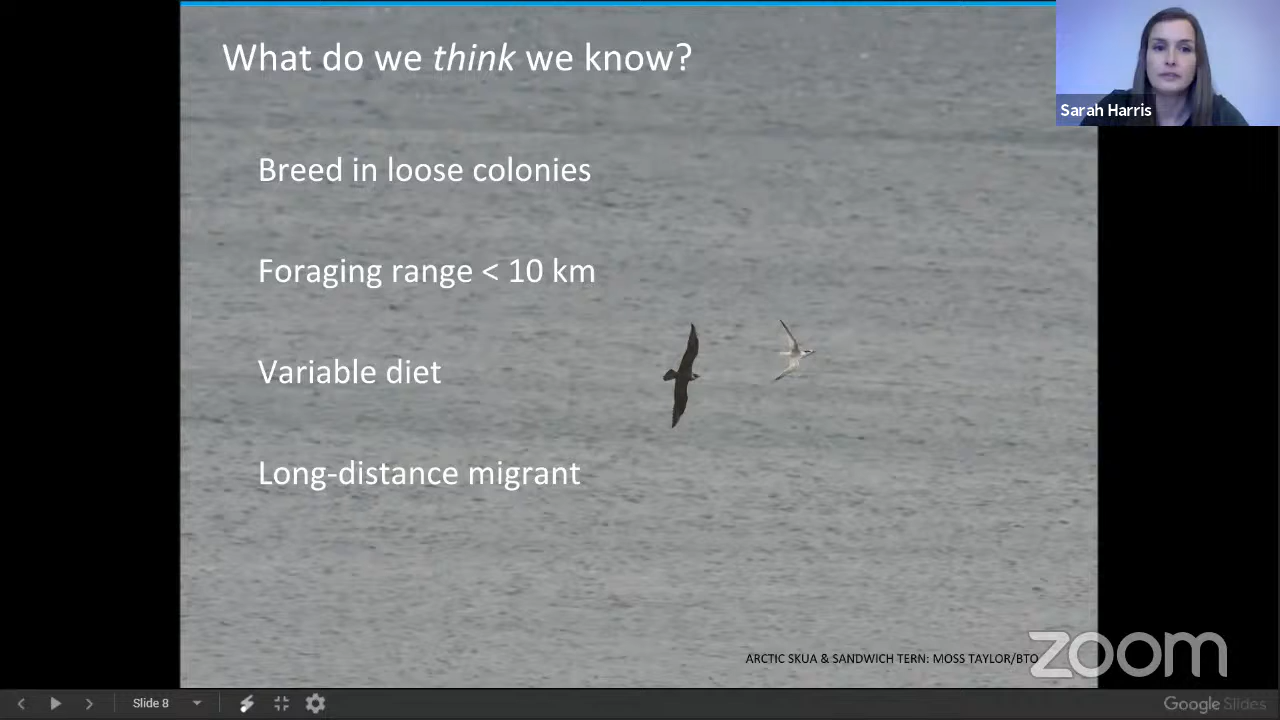 What do we think we know?
Sarah Harris
Breed in loose colonies
Foraging range < 10 km
Variable diet
Long-distance migrant
ARCTIC SKUA & SANDWICH TERN: MOSS TAYLOR/BTO
zoom
Slide 8
Google Slides